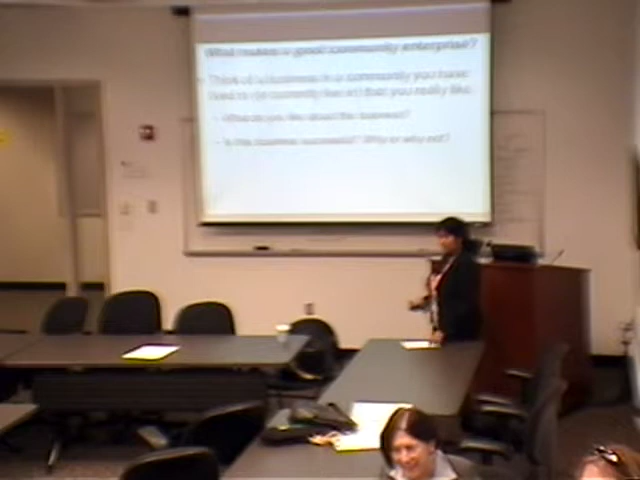 What makes a good community enterprise?
Think of a business in a community you have
lived in (or currently live in) that you really like.
- What do you like about the business?
- Is this business successful? Why or why not?